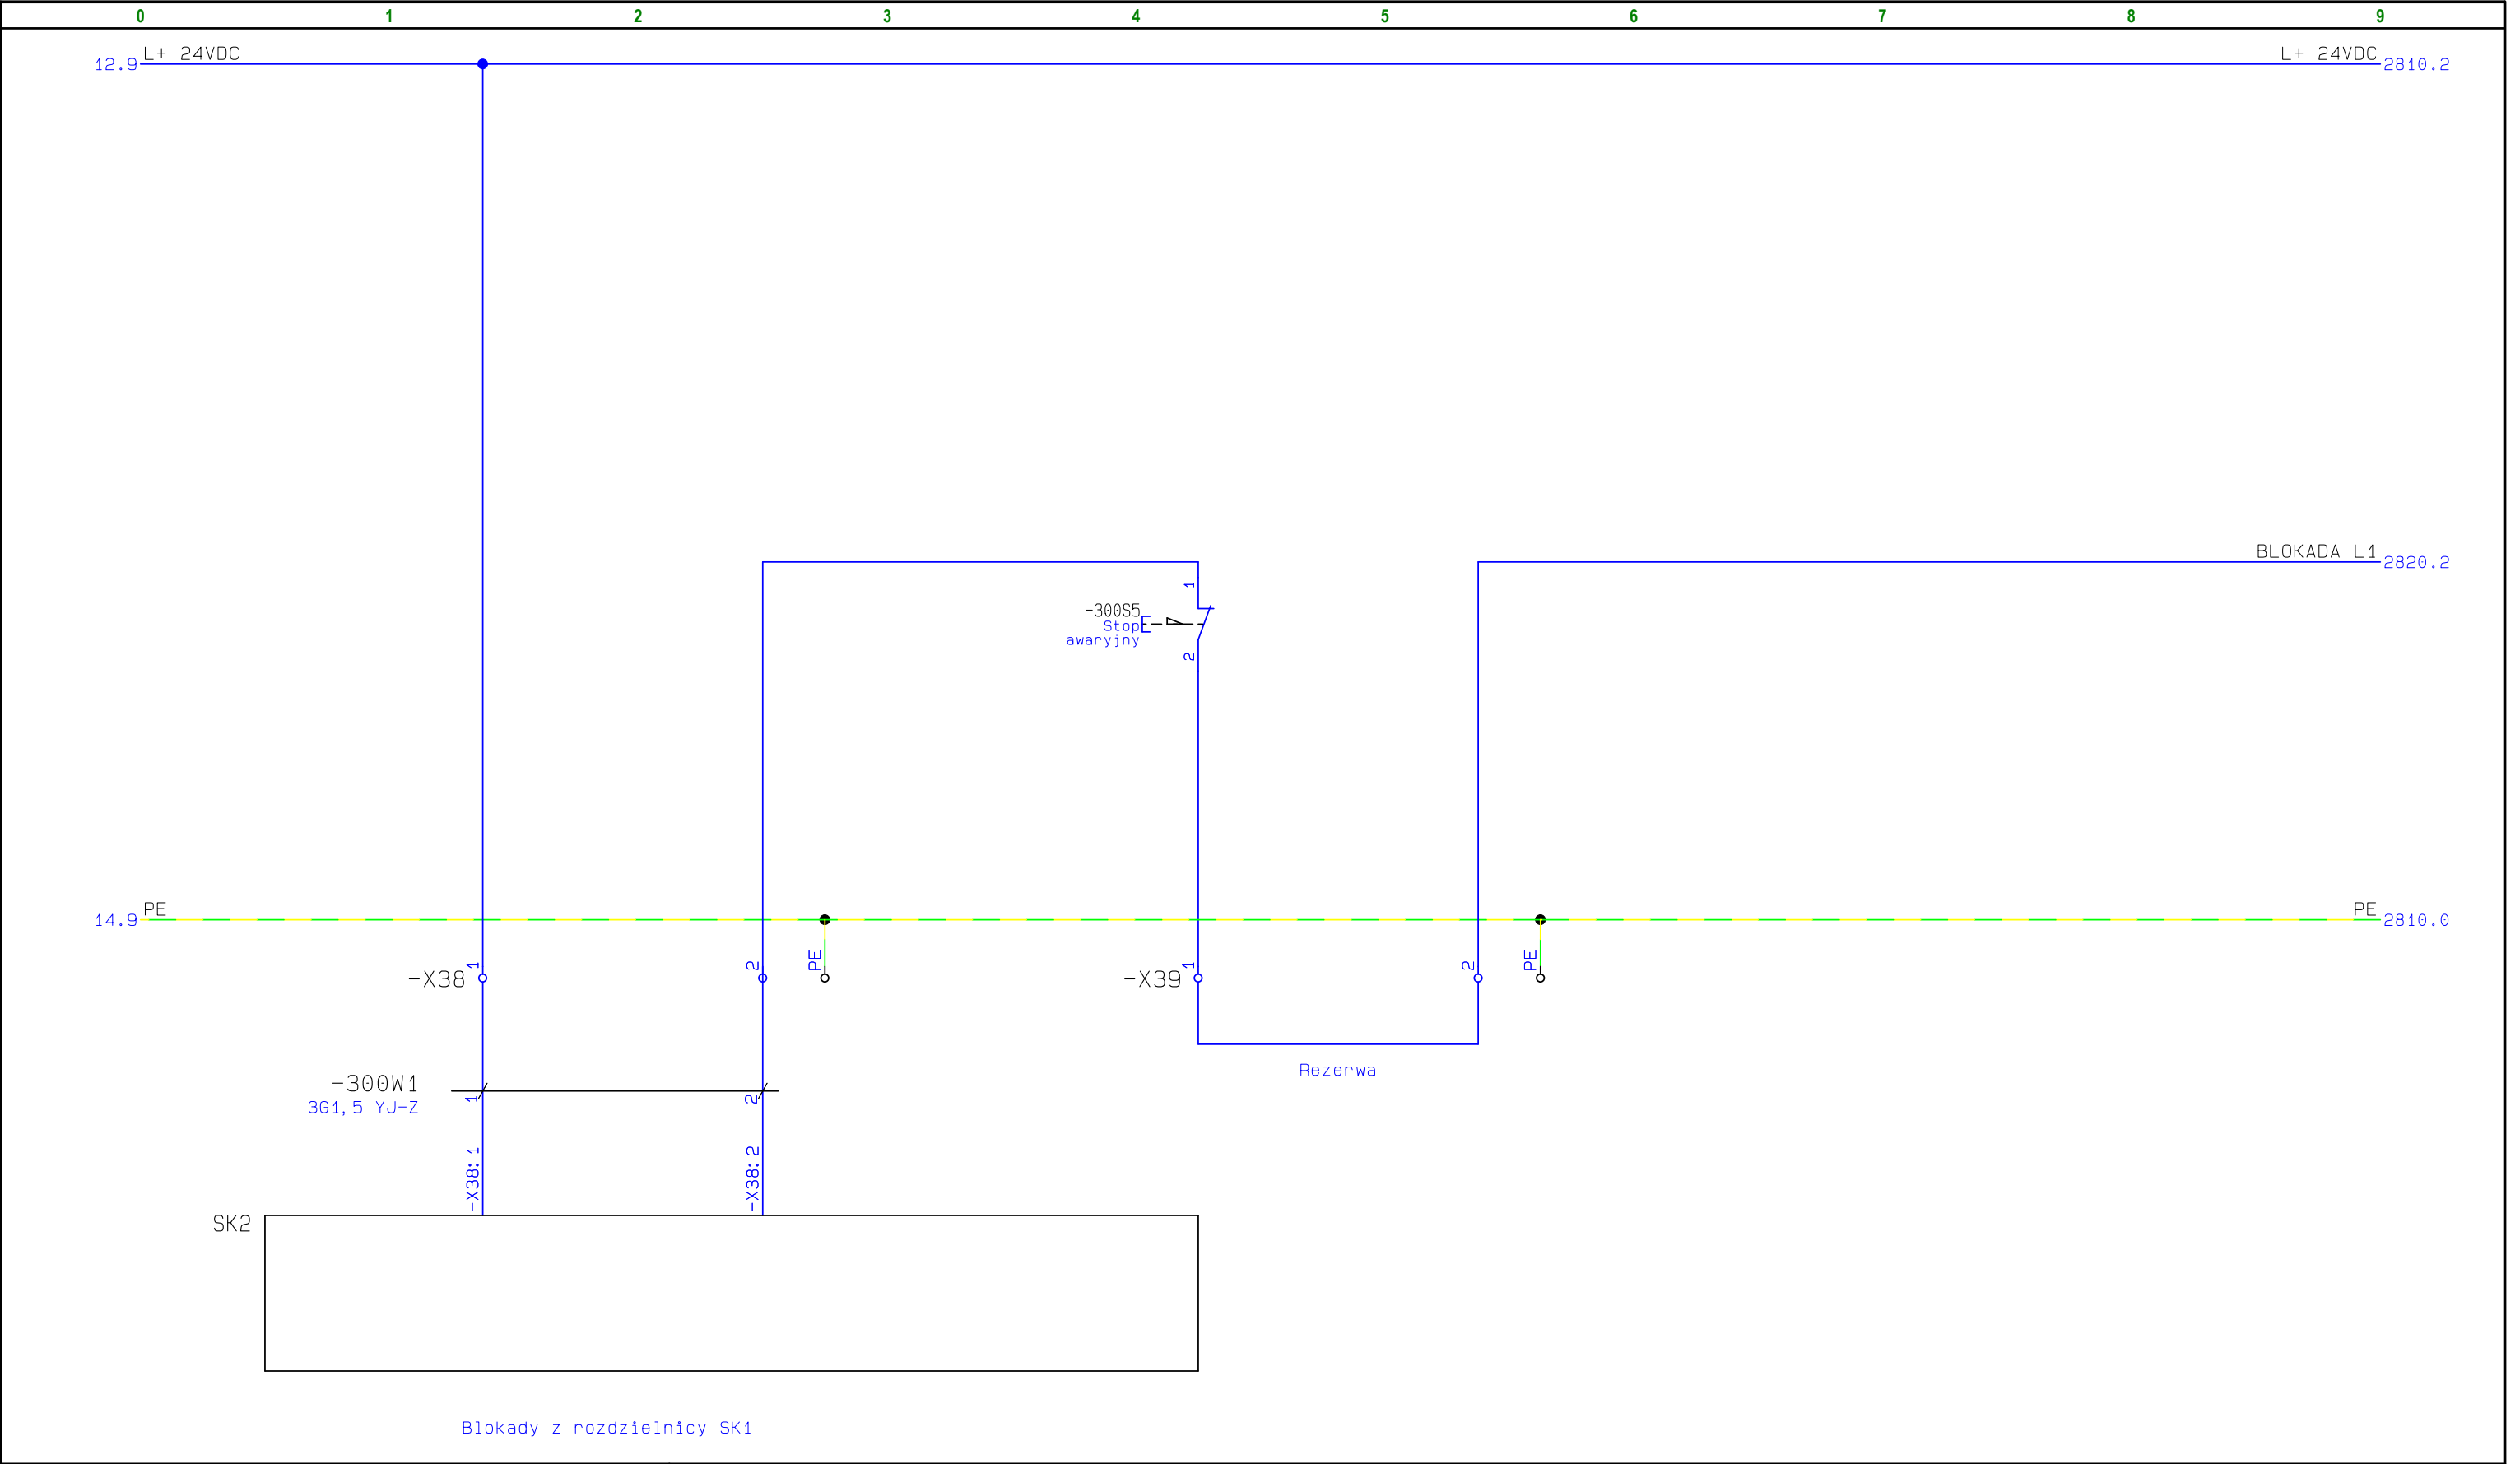 0 1 2 3 4 5 6 7 8 9
12.9 L+ 24VDC L+ 24VDC 2810.2
BLOKADA L1 2820.2
1
-300S5
Stop
awaryjny
2
14.9 PE PE 2810.0
-X38 1 2 PE -X39 1 2 PE
Rezerwa
-300W1
3G1,5 YJ-Z
1 2
-X38:1 -X38:2
SK2
Blokady z rozdzielnicy SK1